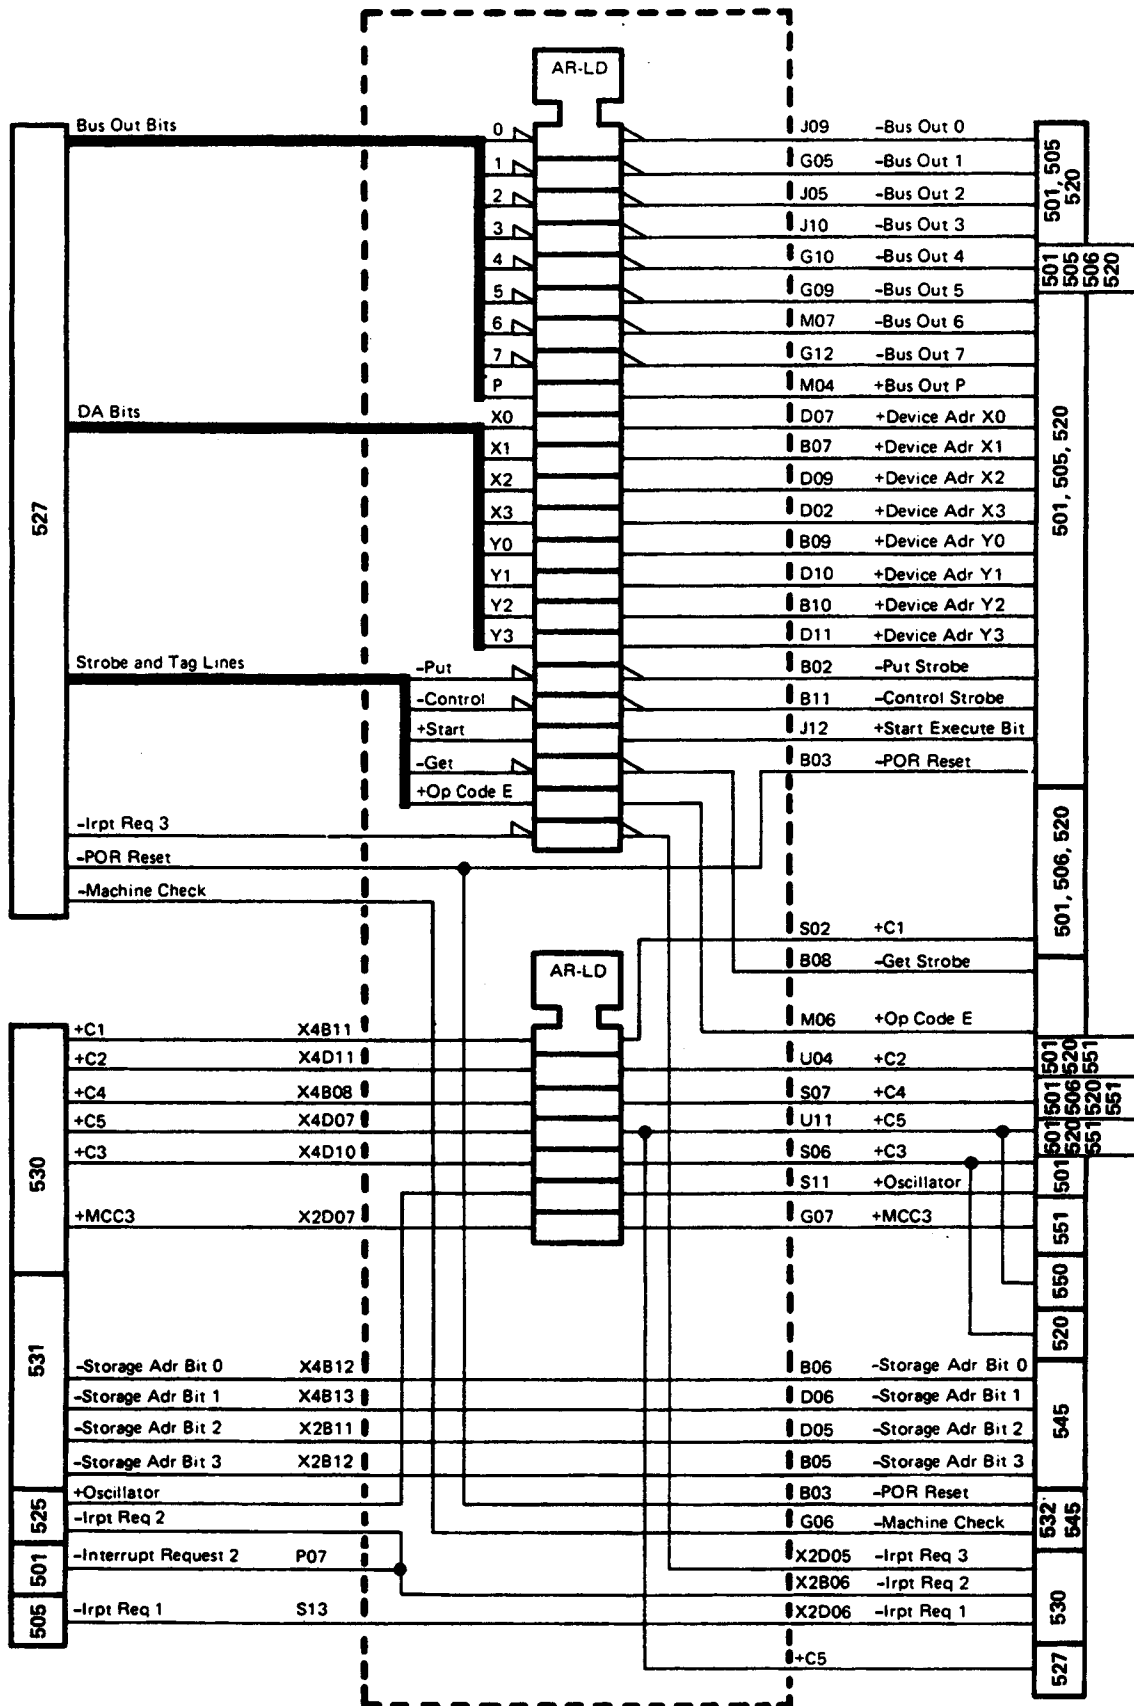 AR-LD
Bus Out Bits
0 J09 -Bus Out 0
1 G05 -Bus Out 1
2 J05 -Bus Out 2
3 J10 -Bus Out 3
4 G10 -Bus Out 4
5 G09 -Bus Out 5
6 M07 -Bus Out 6
7 G12 -Bus Out 7
P M04 +Bus Out P
501, 505
520
501
505
506
520
DA Bits
X0 D07 +Device Adr X0
X1 B07 +Device Adr X1
X2 D09 +Device Adr X2
X3 D02 +Device Adr X3
Y0 B09 +Device Adr Y0
Y1 D10 +Device Adr Y1
Y2 B10 +Device Adr Y2
Y3 D11 +Device Adr Y3
527
501, 505, 520
Strobe and Tag Lines
-Put B02 -Put Strobe
-Control B11 -Control Strobe
+Start J12 +Start Execute Bit
-Get B03 -POR Reset
+Op Code E
-Irpt Req 3
-POR Reset
-Machine Check
501, 506, 520
S02 +C1
AR-LD
B08 -Get Strobe
M06 +Op Code E
+C1 X4B11
+C2 X4D11 U04 +C2
501
520
551
+C4 X4B08 S07 +C4
501
506
520
551
+C5 X4D07 U11 +C5
501
520
551
+C3 X4D10 S06 +C3
501
530
S11 +Oscillator
+MCC3 X2D07 G07 +MCC3
551
550
520
531
-Storage Adr Bit 0 X4B12 B06 -Storage Adr Bit 0
-Storage Adr Bit 1 X4B13 D06 -Storage Adr Bit 1
-Storage Adr Bit 2 X2B11 D05 -Storage Adr Bit 2
-Storage Adr Bit 3 X2B12 B05 -Storage Adr Bit 3
545
+Oscillator B03 -POR Reset
525
-Irpt Req 2 G06 -Machine Check
532
545
501
-Interrupt Request 2 P07 X2D05 -Irpt Req 3
X2B06 -Irpt Req 2
505
-Irpt Req 1 S13 X2D06 -Irpt Req 1
530
+C5
527